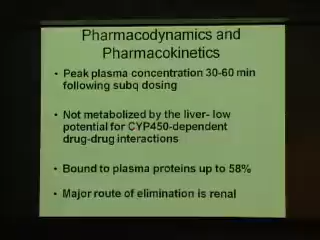 Pharmacodynamics and
Pharmacokinetics
• Peak plasma concentration 30-60 min
following subq dosing
• Not metabolized by the liver- low
potential for CYP450-dependent
drug-drug interactions
• Bound to plasma proteins up to 58%
• Major route of elimination is renal